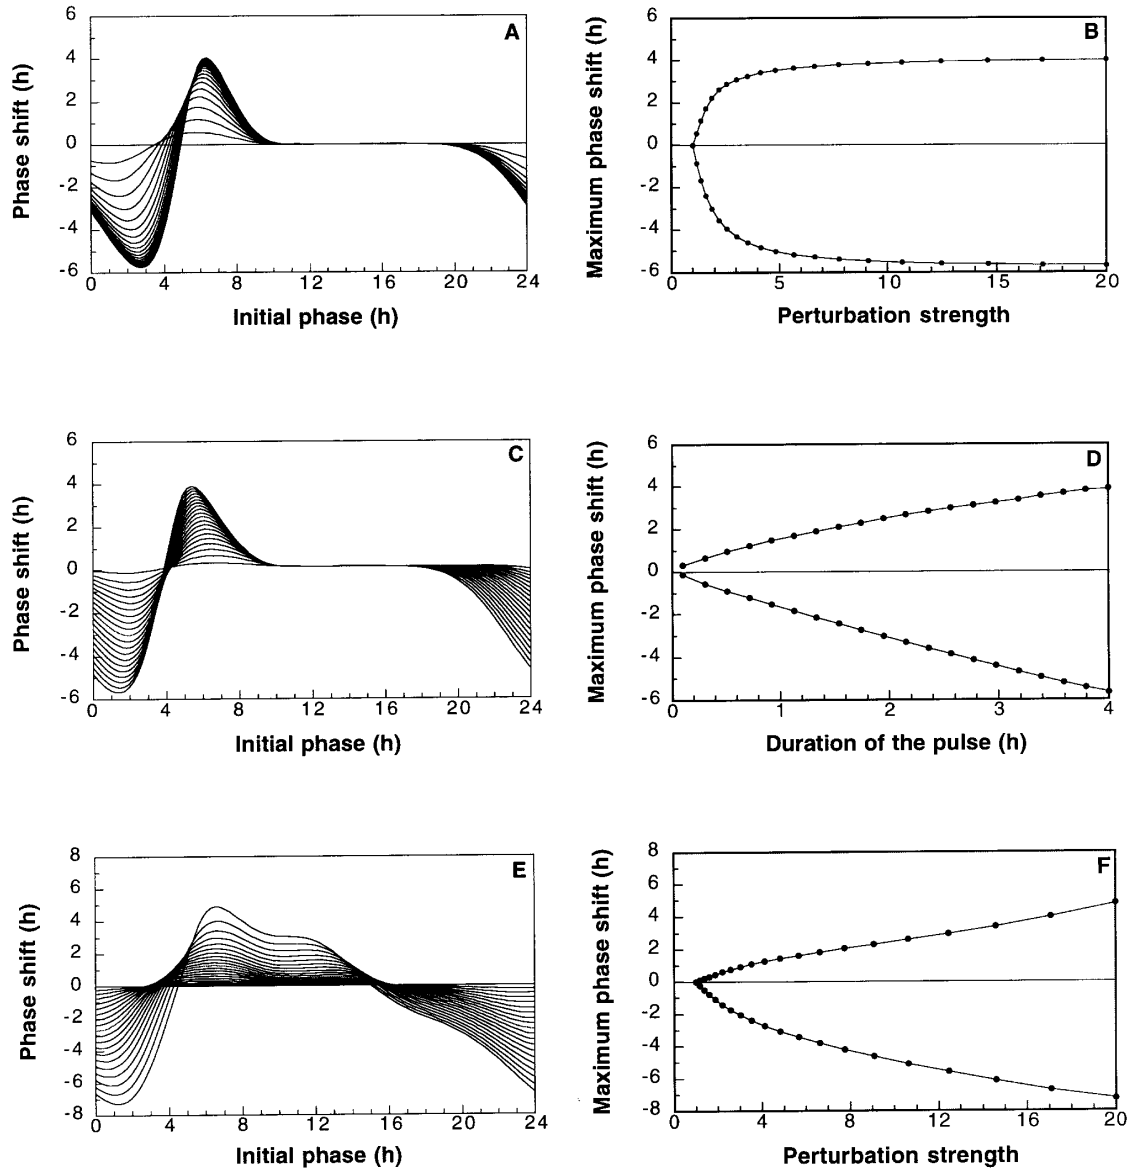 A
6
4
2
0
-2
-4
-6
0 4 8 12 16 20 24
Phase shift (h)
Initial phase (h)
B
6
4
2
0
-2
-4
-6
0 5 10 15 20
Maximum phase shift (h)
Perturbation strength
C
6
4
2
0
-2
-4
-6
0 4 8 12 16 20 24
Phase shift (h)
Initial phase (h)
D
6
4
2
0
-2
-4
-6
0 1 2 3 4
Maximum phase shift (h)
Duration of the pulse (h)
E
8
6
4
2
0
-2
-4
-6
-8
0 4 8 12 16 20 24
Phase shift (h)
Initial phase (h)
F
8
6
4
2
0
-2
-4
-6
-8
0 4 8 12 16 20
Maximum phase shift (h)
Perturbation strength